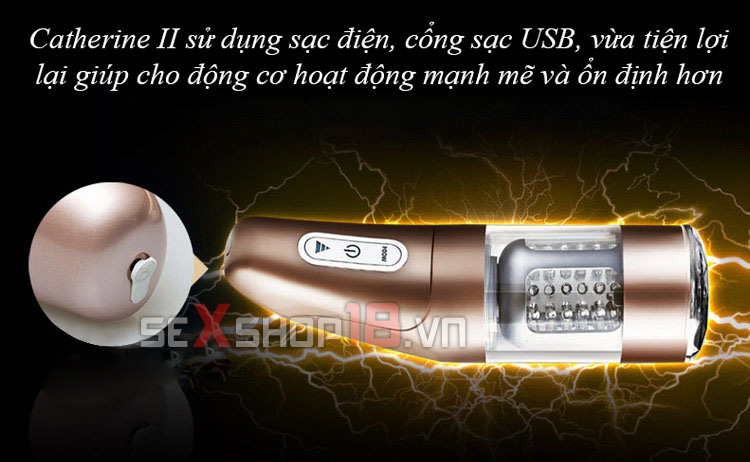 Catherine II sử dụng sạc điện, cổng sạc USB, vừa tiện lợi
lại giúp cho động cơ hoạt động mạnh mẽ và ổn định hơn
MODE
seXshop18.vn